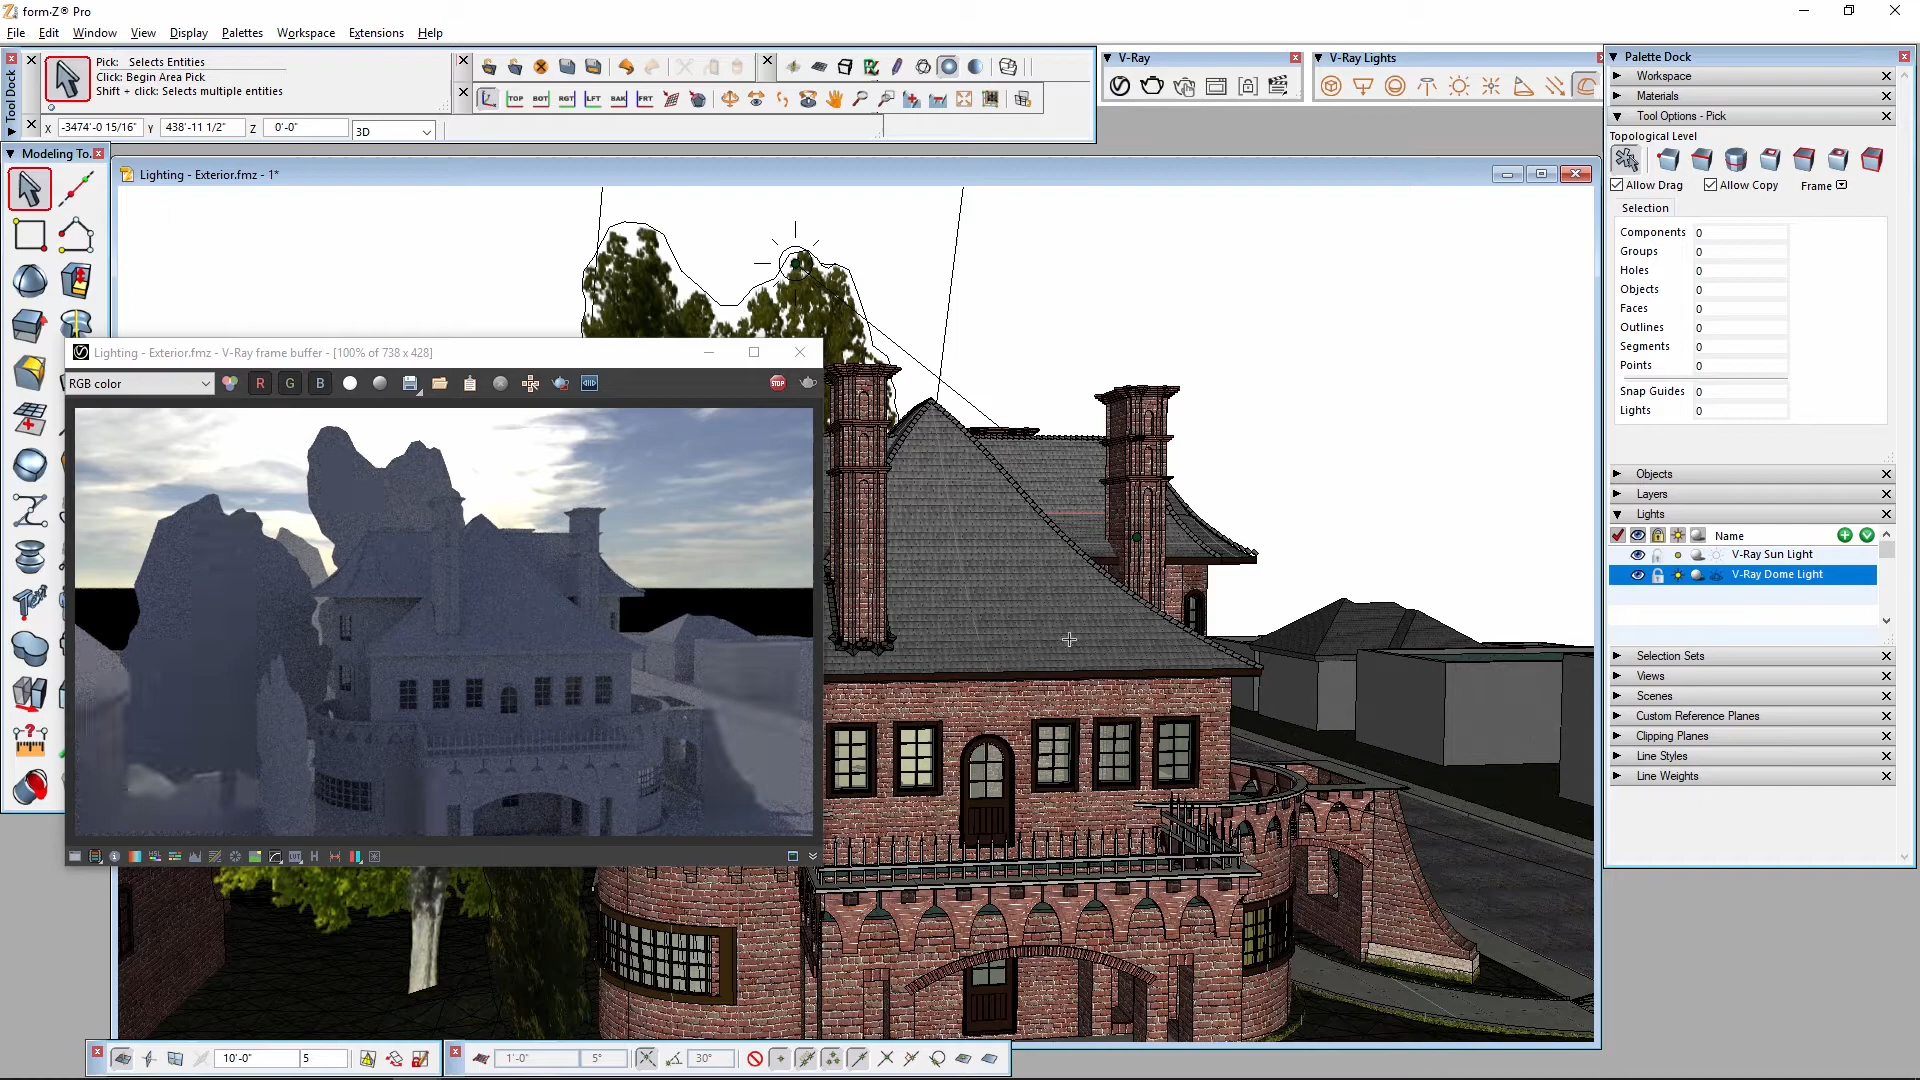 form·Z® Pro
File Edit Window View Display Palettes Workspace Extensions Help
Tool Dock
Pick: Selects Entities
Click: Begin Area Pick
Shift + click: Selects multiple entities
X -3474'-0 15/16" Y 438'-11 1/2" Z 0'-0" 3D
TOP BOT RGT LFT BAK FRT
V-Ray
V-Ray Lights
Modeling To...
Lighting - Exterior.fmz - 1*
Lighting - Exterior.fmz - V-Ray frame buffer - [100% of 738 x 428]
RGB color R G B STOP
H
10'-0" 5
1'-0" 5° 30°
Palette Dock
Workspace
Materials
Tool Options - Pick
Topological Level
Allow Drag Allow Copy Frame
Selection
Components 0
Groups 0
Holes 0
Objects 0
Faces 0
Outlines 0
Segments 0
Points 0
Snap Guides 0
Lights 0
Objects
Layers
Lights
Name
V-Ray Sun Light
V-Ray Dome Light
Selection Sets
Views
Scenes
Custom Reference Planes
Clipping Planes
Line Styles
Line Weights